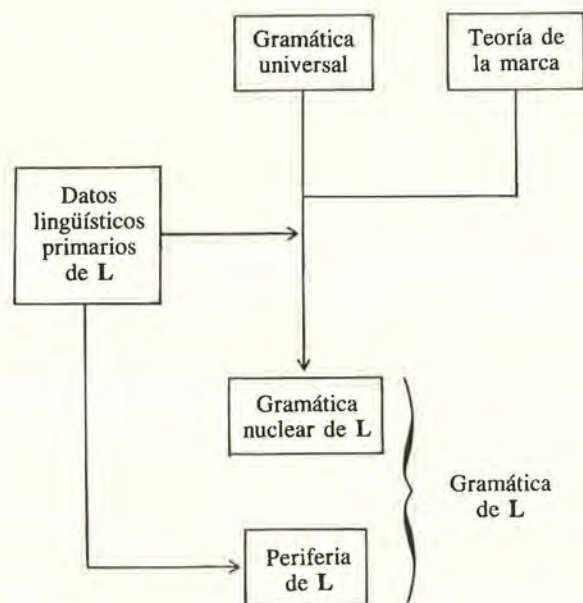 Gramática
universal
Teoría de
la marca
Datos
lingüísticos
primarios
de L
Gramática
nuclear de L
Gramática
de L
Periferia
de L